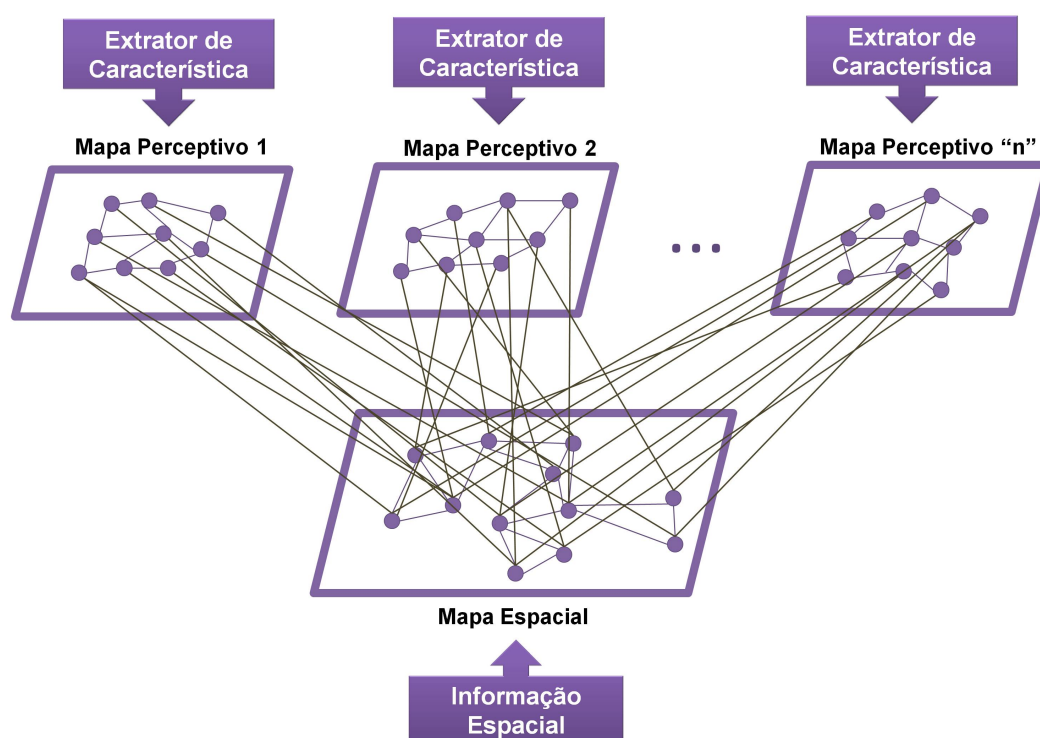 Extrator de
Característica
Extrator de
Característica
Extrator de
Característica
Mapa Perceptivo 1
Mapa Perceptivo 2
Mapa Perceptivo “n”
...
Mapa Espacial
Informação
Espacial